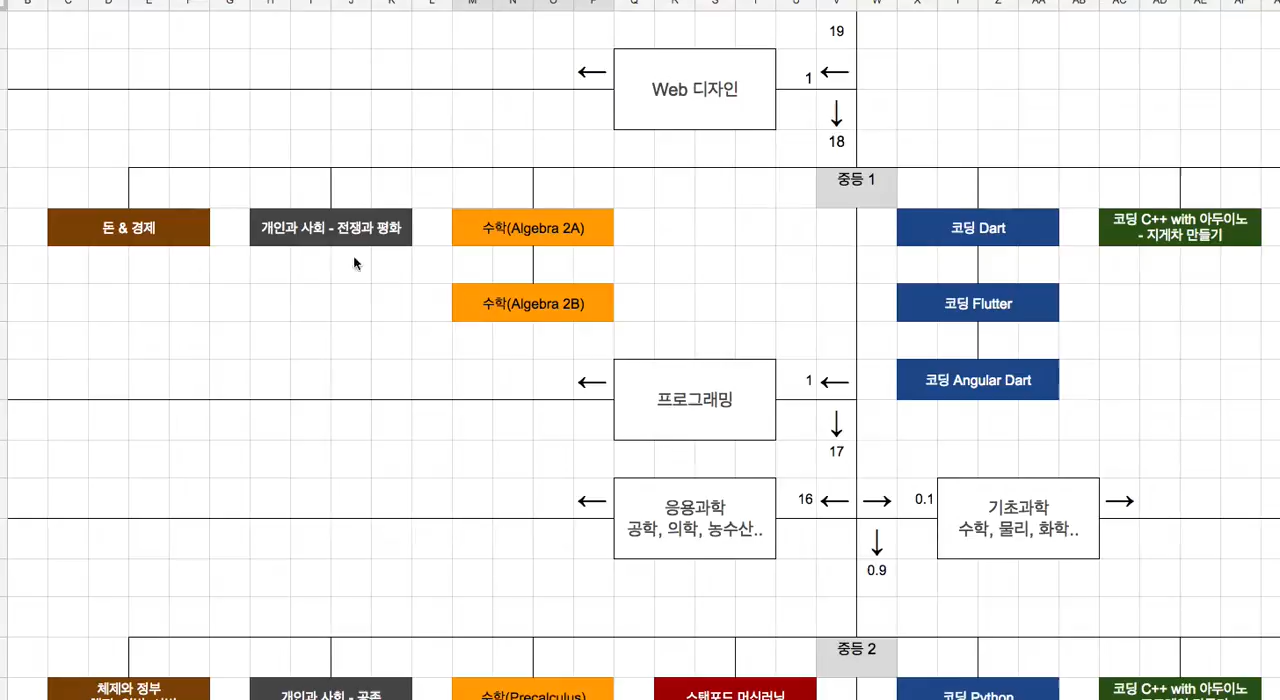 19
Web 디자인
← 1 ←
↓
18
중등 1
돈 & 경제
개인과 사회 - 전쟁과 평화
수학(Algebra 2A)
코딩 Dart
코딩 C++ with 아두이노
- 지게차 만들기
수학(Algebra 2B)
코딩 Flutter
코딩 Angular Dart
프로그래밍
← 1 ←
↓
17
응용과학
공학, 의학, 농수산..
← 16 ← → 0.1
기초과학
수학, 물리, 화학..
→
↓
0.9
중등 2
체제와 정부
개인과 사회 - 공존
수학(Precalculus)
스탠포드 머신러닝
코딩 Python
코딩 C++ with 아두이노